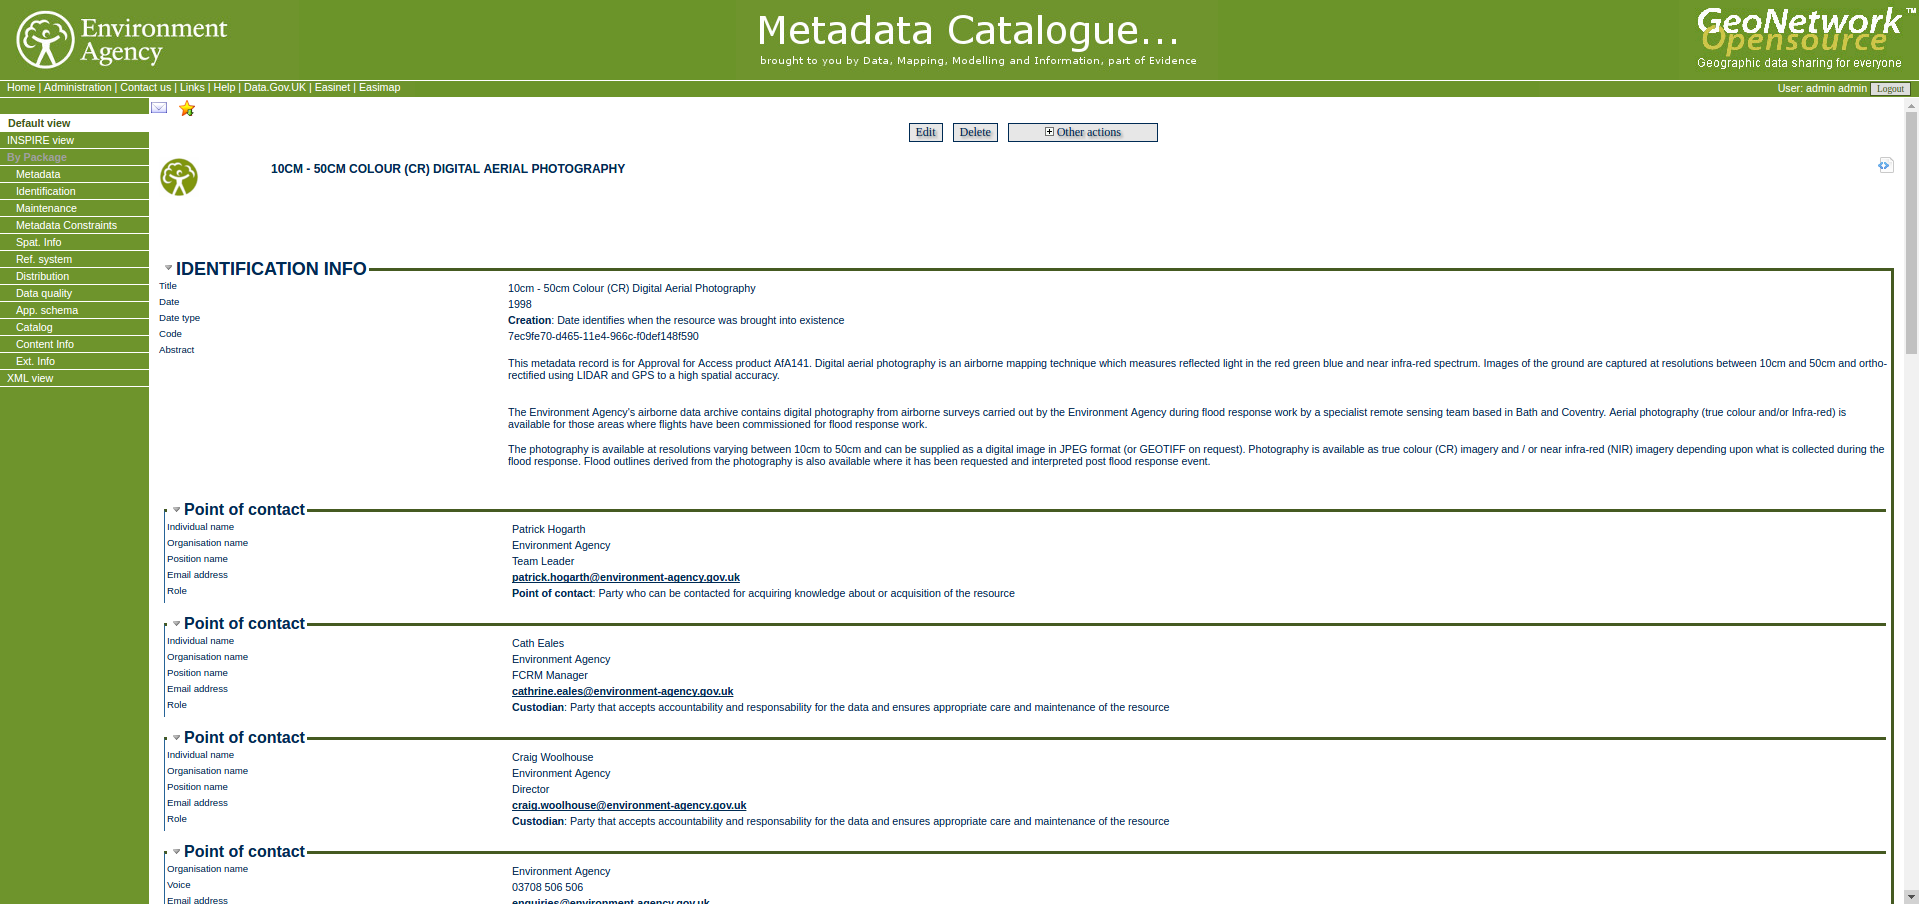 Environment
Agency
Metadata Catalogue...
brought to you by Data, Mapping, Modelling and Information, part of Evidence
GeoNetwork™
Opensource
Geographic data sharing for everyone
Home | Administration | Contact us | Links | Help | Data.Gov.UK | Easinet | Easimap
User: admin admin Logout
Default view
INSPIRE view
By Package
Metadata
Identification
Maintenance
Metadata Constraints
Spat. Info
Ref. system
Distribution
Data quality
App. schema
Catalog
Content Info
Ext. Info
XML view
Edit Delete Other actions
10CM - 50CM COLOUR (CR) DIGITAL AERIAL PHOTOGRAPHY
IDENTIFICATION INFO
Title 10cm - 50cm Colour (CR) Digital Aerial Photography
Date 1998
Date type Creation: Date identifies when the resource was brought into existence
Code 7ec9fe70-d465-11e4-966c-f0def148f590
Abstract
This metadata record is for Approval for Access product AfA141. Digital aerial photography is an airborne mapping technique which measures reflected light in the red green blue and near infra-red spectrum. Images of the ground are captured at resolutions between 10cm and 50cm and ortho-
rectified using LIDAR and GPS to a high spatial accuracy.
The Environment Agency's airborne data archive contains digital photography from airborne surveys carried out by the Environment Agency during flood response work by a specialist remote sensing team based in Bath and Coventry. Aerial photography (true colour and/or Infra-red) is
available for those areas where flights have been commissioned for flood response work.
The photography is available at resolutions varying between 10cm to 50cm and can be supplied as a digital image in JPEG format (or GEOTIFF on request). Photography is available as true colour (CR) imagery and / or near infra-red (NIR) imagery depending upon what is collected during the
flood response. Flood outlines derived from the photography is also available where it has been requested and interpreted post flood response event.
Point of contact
Individual name Patrick Hogarth
Organisation name Environment Agency
Position name Team Leader
Email address patrick.hogarth@environment-agency.gov.uk
Role Point of contact: Party who can be contacted for acquiring knowledge about or acquisition of the resource
Point of contact
Individual name Cath Eales
Organisation name Environment Agency
Position name FCRM Manager
Email address cathrine.eales@environment-agency.gov.uk
Role Custodian: Party that accepts accountability and responsability for the data and ensures appropriate care and maintenance of the resource
Point of contact
Individual name Craig Woolhouse
Organisation name Environment Agency
Position name Director
Email address craig.woolhouse@environment-agency.gov.uk
Role Custodian: Party that accepts accountability and responsability for the data and ensures appropriate care and maintenance of the resource
Point of contact
Organisation name Environment Agency
Voice 03708 506 506
Email address enquiries@environment-agency.gov.uk